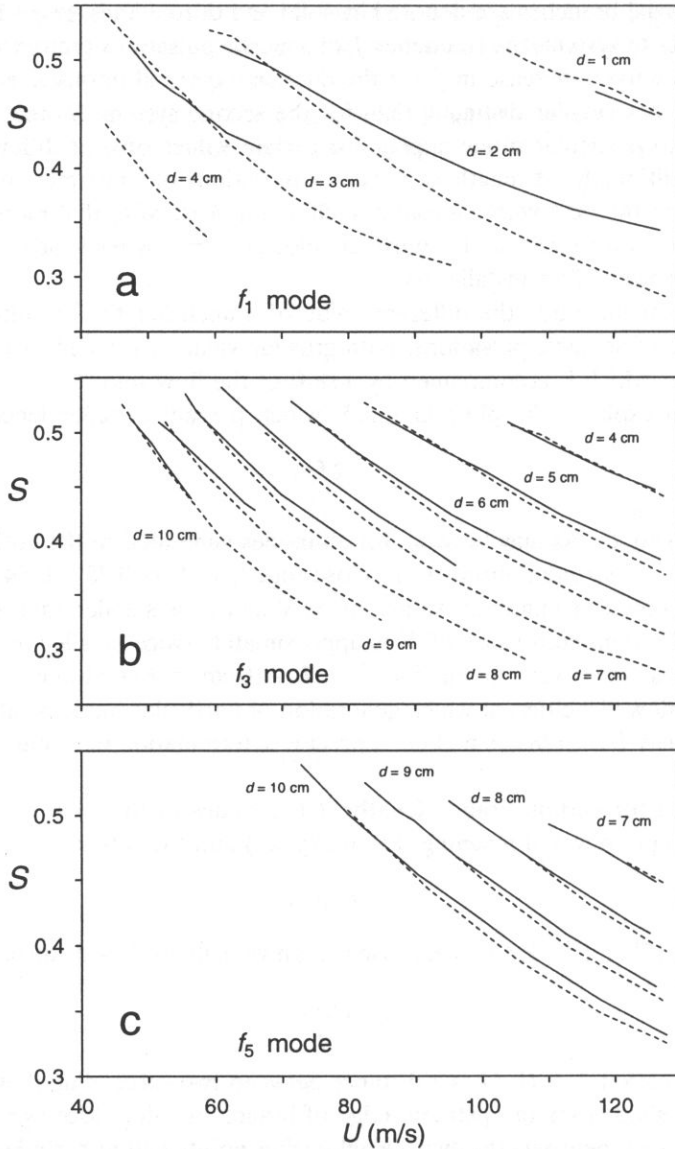 0.5
S
0.4
0.3
d = 1 cm
d = 2 cm
d = 3 cm
d = 4 cm
a
f1 mode
0.5
S
0.4
0.3
d = 4 cm
d = 5 cm
d = 6 cm
d = 10 cm
d = 9 cm
d = 8 cm
d = 7 cm
b
f3 mode
0.5
S
0.4
0.3
d = 10 cm
d = 9 cm
d = 8 cm
d = 7 cm
c
f5 mode
40 60 80 100 120
U (m/s)